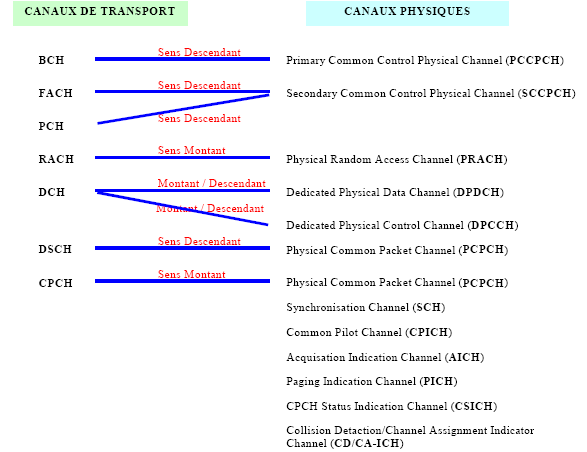 CANAUX DE TRANSPORT CANAUX PHYSIQUES
BCH Sens Descendant Primary Common Control Physical Channel (PCCPCH)
FACH Sens Descendant Secondary Common Control Physical Channel (SCCPCH)
PCH Sens Descendant
RACH Sens Montant Physical Random Access Channel (PRACH)
DCH Montant / Descendant Dedicated Physical Data Channel (DPDCH)
Montant / Descendant Dedicated Physical Control Channel (DPCCH)
DSCH Sens Descendant Physical Common Packet Channel (PCPCH)
CPCH Sens Montant Physical Common Packet Channel (PCPCH)
Synchronisation Channel (SCH)
Common Pilot Channel (CPICH)
Acquisation Indication Channel (AICH)
Paging Indication Channel (PICH)
CPCH Status Indication Channel (CSICH)
Collision Detaction/Channel Assignment Indicator
Channel (CD/CA-ICH)